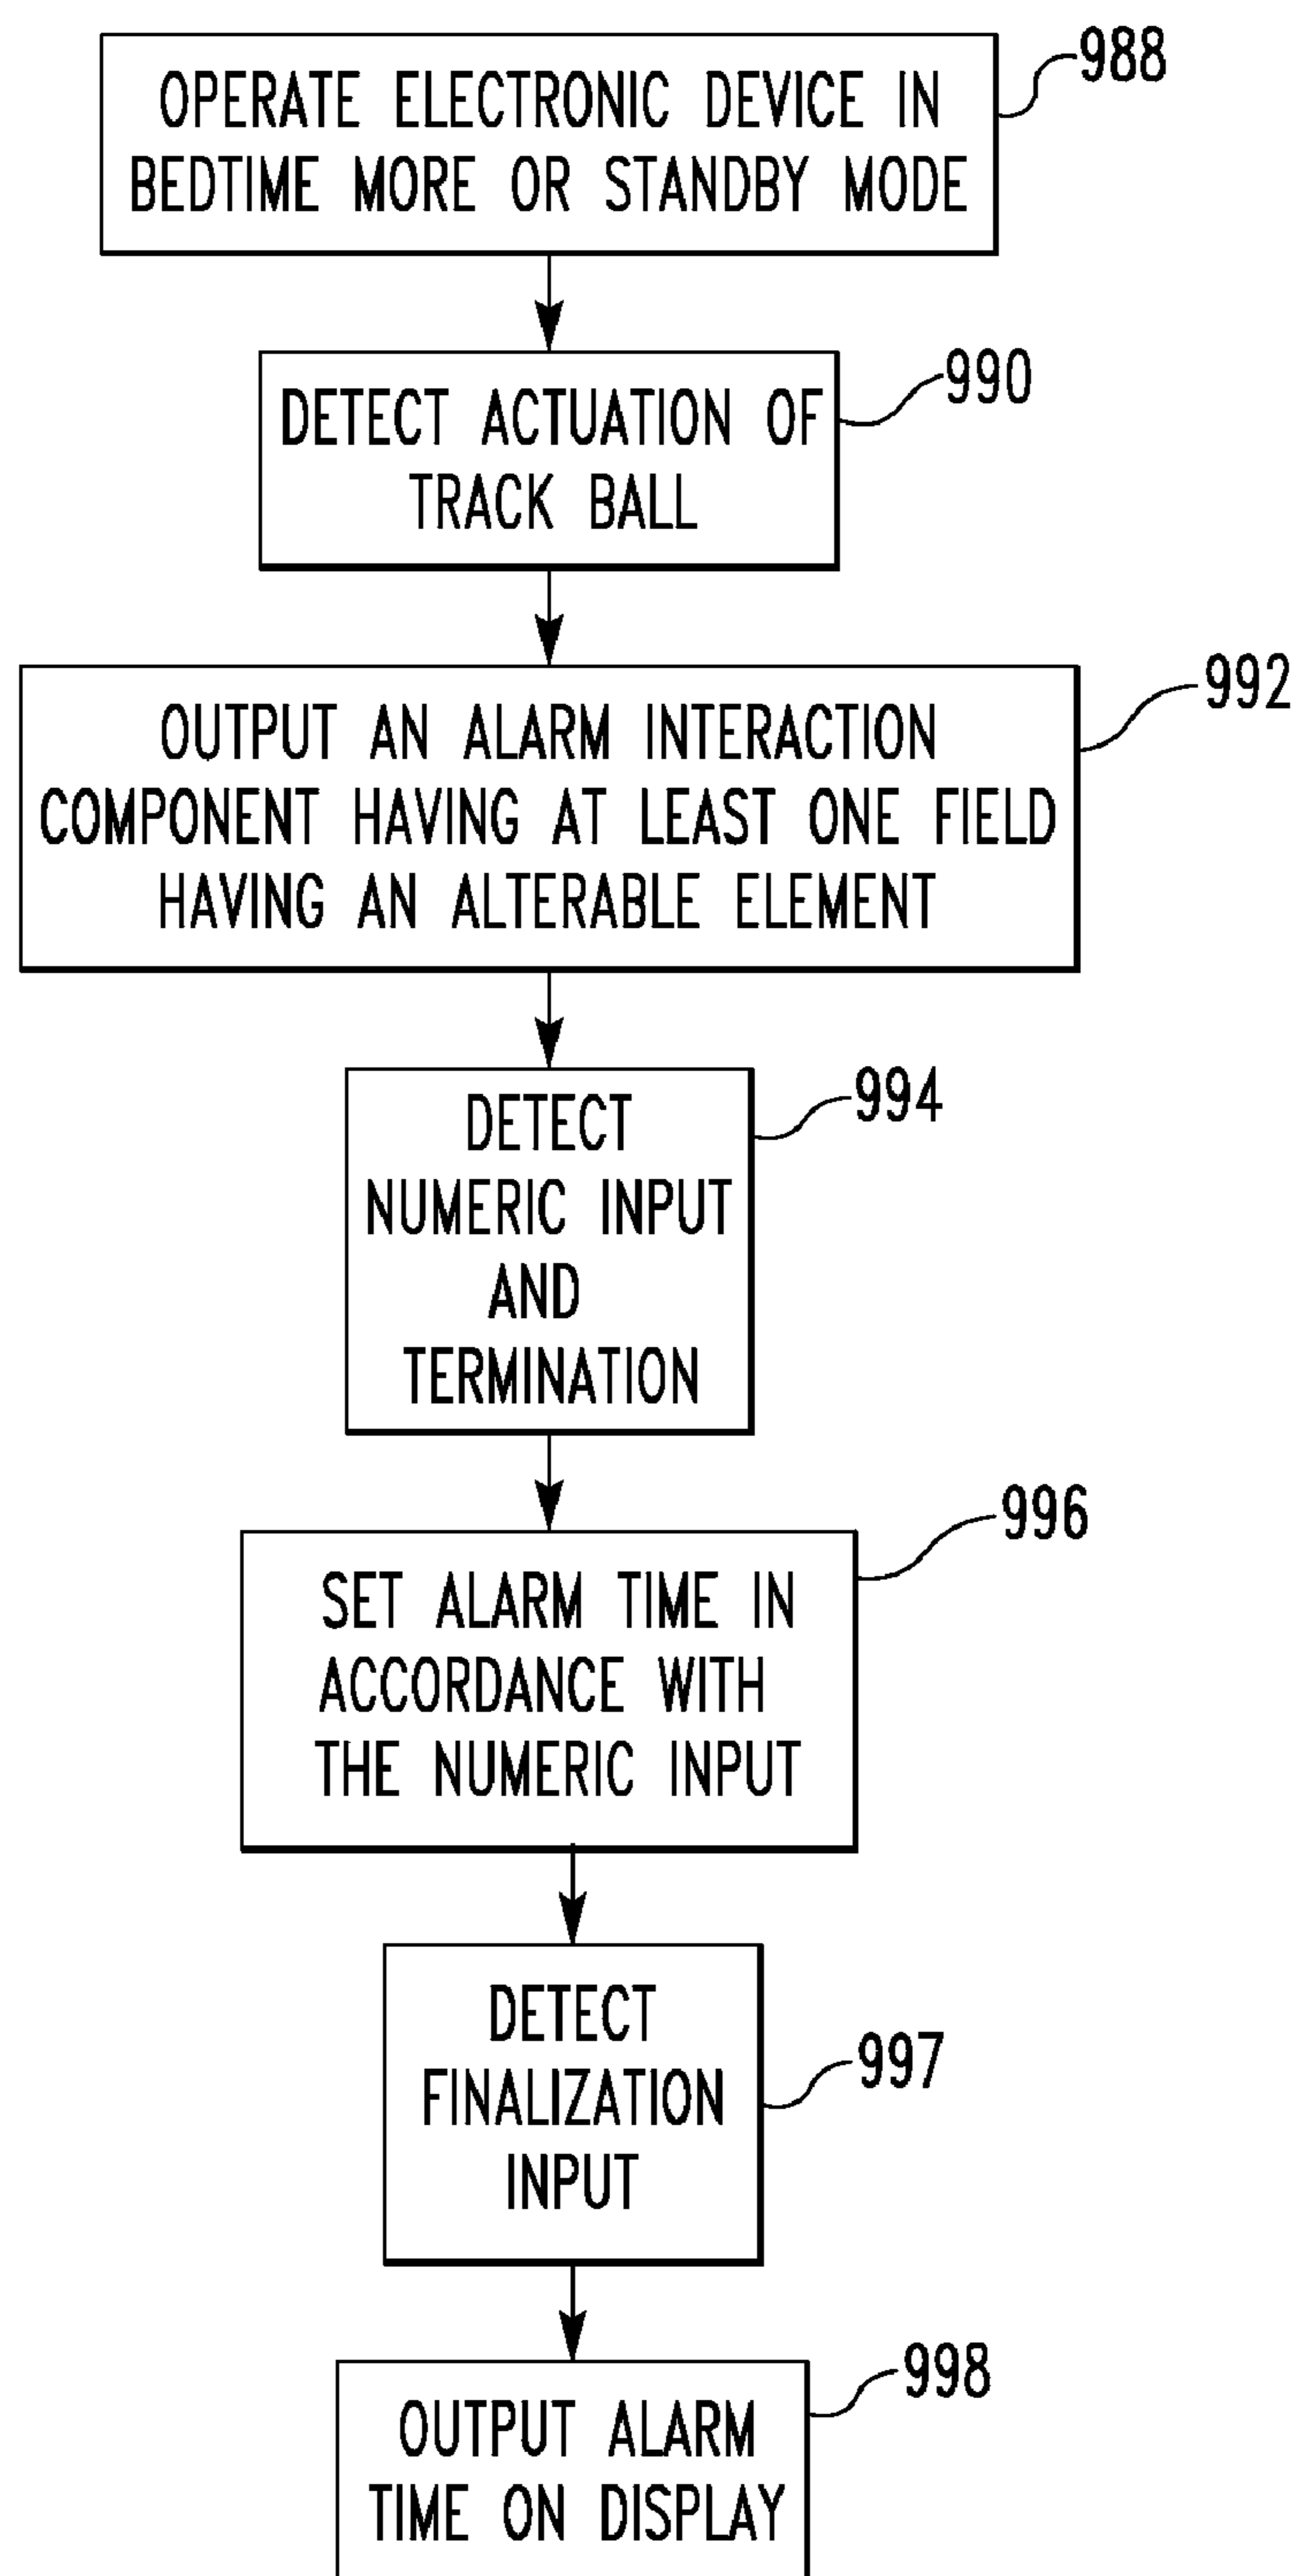 OPERATE ELECTRONIC DEVICE IN
BEDTIME MORE OR STANDBY MODE
988
DETECT ACTUATION OF
TRACK BALL
990
OUTPUT AN ALARM INTERACTION
COMPONENT HAVING AT LEAST ONE FIELD
HAVING AN ALTERABLE ELEMENT
992
DETECT
NUMERIC INPUT
AND
TERMINATION
994
SET ALARM TIME IN
ACCORDANCE WITH
THE NUMERIC INPUT
996
DETECT
FINALIZATION
INPUT
997
OUTPUT ALARM
TIME ON DISPLAY
998